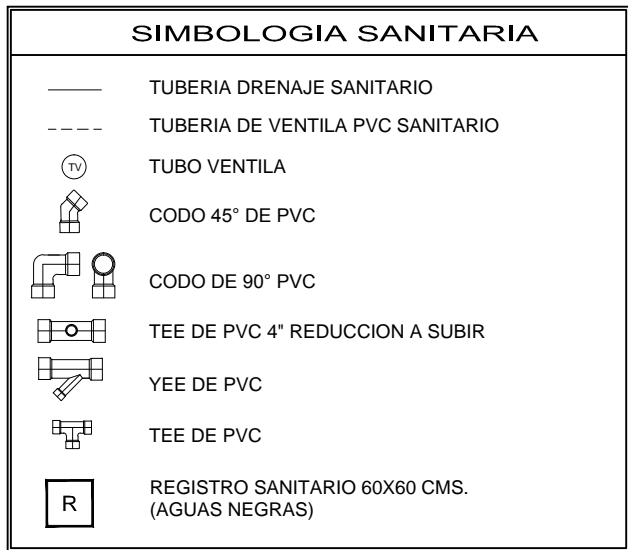 SIMBOLOGIA SANITARIA
TUBERIA DRENAJE SANITARIO
TUBERIA DE VENTILA PVC SANITARIO
TV TUBO VENTILA
CODO 45° DE PVC
CODO DE 90° PVC
TEE DE PVC 4" REDUCCION A SUBIR
YEE DE PVC
TEE DE PVC
R REGISTRO SANITARIO 60X60 CMS.
(AGUAS NEGRAS)